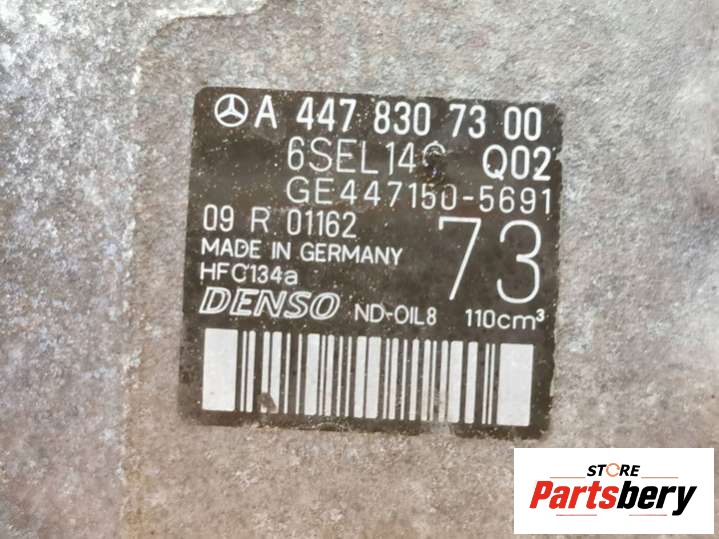 A 447 830 73 00
6SEL14C Q02
GE447150-5691
09 R 01162
73
MADE IN GERMANY
HFC134a
DENSO ND-OIL8 110cm³
STORE
Partsbery